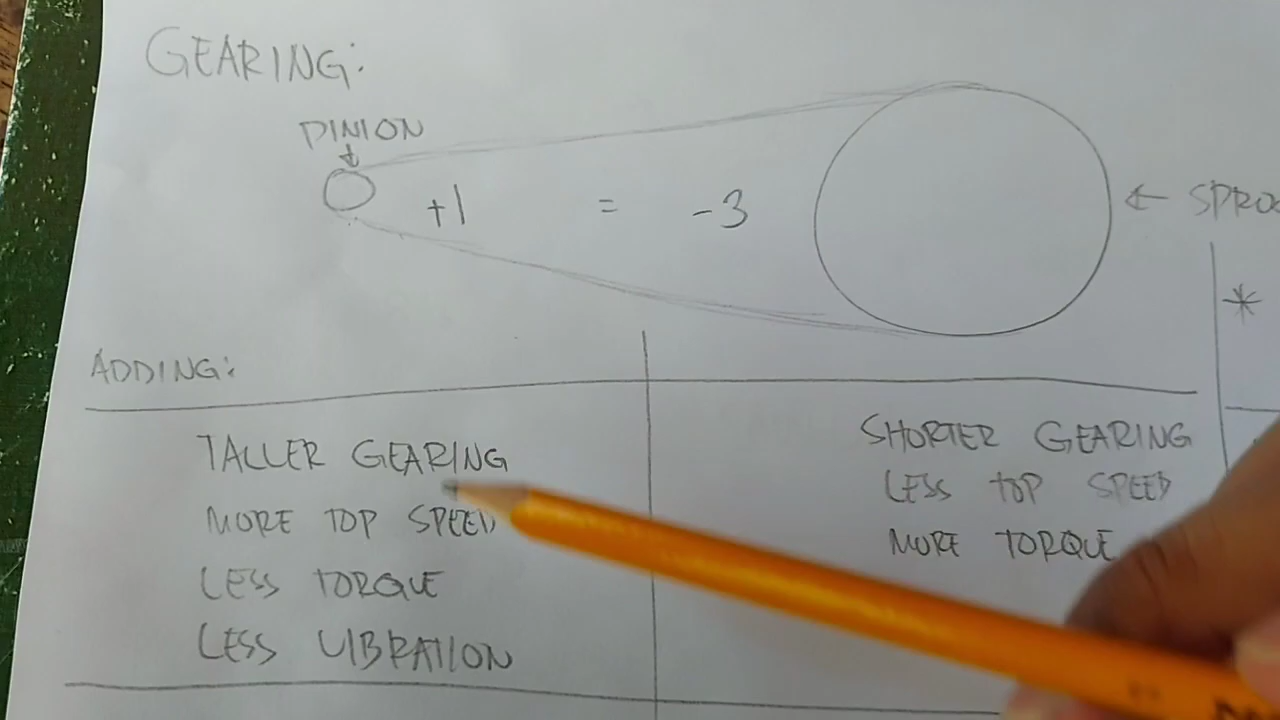 GEARING:
PINION
+1 = -3
← SPRO
*
ADDING:
TALLER GEARING
MORE TOP SPEED
LESS TORQUE
LESS VIBRATION
SHORTER GEARING
LESS TOP SPEED
MORE TORQUE